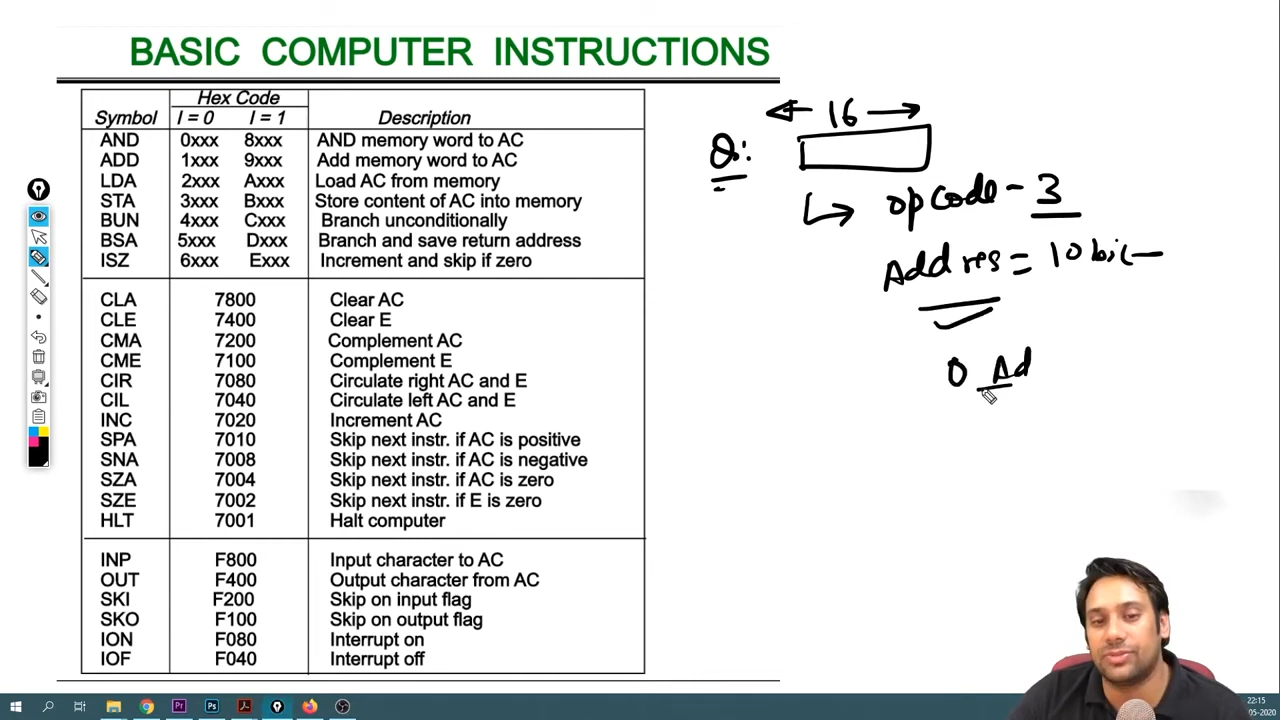 BASIC COMPUTER INSTRUCTIONS
Hex Code
Symbol I = 0 I = 1 Description
AND 0xxx 8xxx AND memory word to AC
ADD 1xxx 9xxx Add memory word to AC
LDA 2xxx Axxx Load AC from memory
STA 3xxx Bxxx Store content of AC into memory
BUN 4xxx Cxxx Branch unconditionally
BSA 5xxx Dxxx Branch and save return address
ISZ 6xxx Exxx Increment and skip if zero
CLA 7800 Clear AC
CLE 7400 Clear E
CMA 7200 Complement AC
CME 7100 Complement E
CIR 7080 Circulate right AC and E
CIL 7040 Circulate left AC and E
INC 7020 Increment AC
SPA 7010 Skip next instr. if AC is positive
SNA 7008 Skip next instr. if AC is negative
SZA 7004 Skip next instr. if AC is zero
SZE 7002 Skip next instr. if E is zero
HLT 7001 Halt computer
INP F800 Input character to AC
OUT F400 Output character from AC
SKI F200 Skip on input flag
SKO F100 Skip on output flag
ION F080 Interrupt on
IOF F040 Interrupt off
16
Q:
opcode - 3
Addres = 10 bit
0 Ad
22:15
05-2020